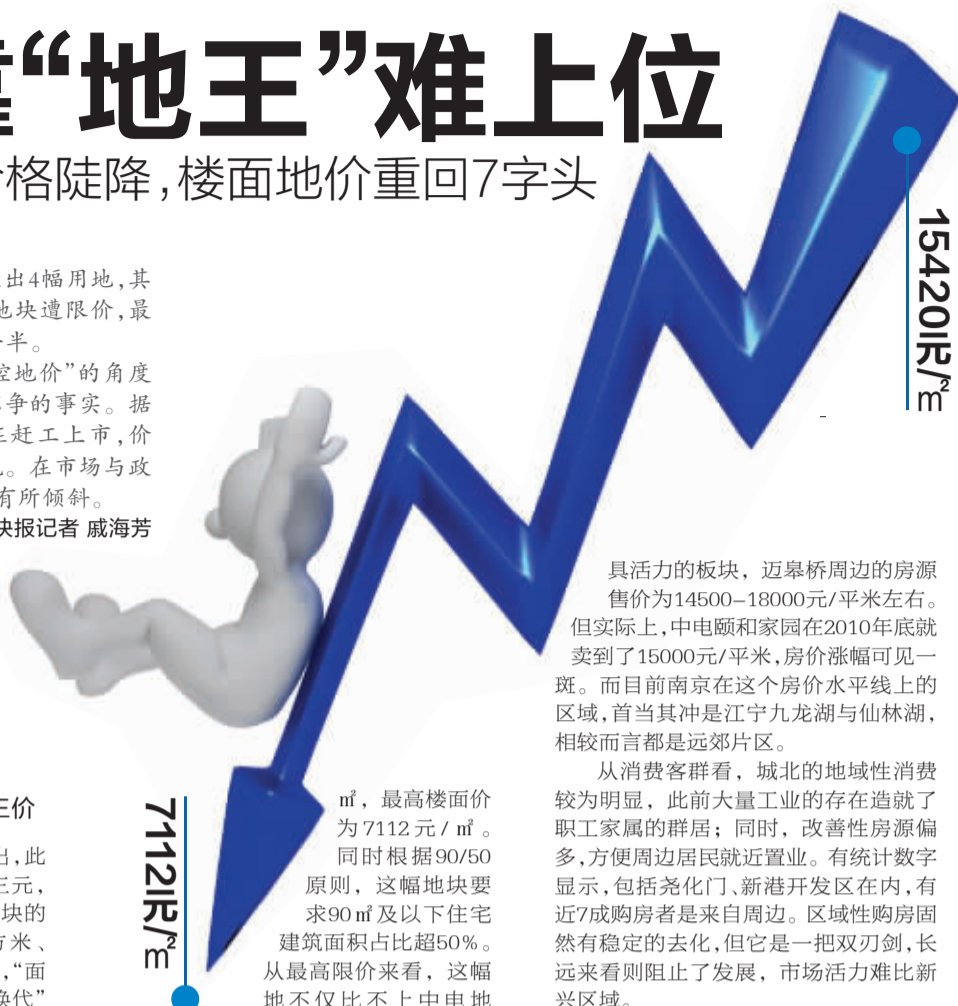 “地王”难上位
价格陡降,楼面地价重回7字头
出4幅用地,其
地块遭限价,最
半。
控地价”的角度
争的事实。据
在赶工上市,价
。在市场与政
有所倾斜。
快报记者 戚海芳
15420元/㎡
7112元/㎡
王价
出,此
元,
块的
方米、
,“面
换代”
㎡，最高楼面价
为7112元/㎡。
同时根据90/50
原则，这幅地块要
求90㎡及以下住宅
建筑面积占比超50%。
从最高限价来看，这幅
地不仅比不上中电地
具活力的板块，迈皋桥周边的房源
售价为14500–18000元/平米左右。
但实际上,中电颐和家园在2010年底就
卖到了15000元/平米,房价涨幅可见一
斑。而目前南京在这个房价水平线上的
区域,首当其冲是江宁九龙湖与仙林湖,
相较而言都是远郊片区。
从消费客群看，城北的地域性消费
较为明显，此前大量工业的存在造就了
职工家属的群居；同时，改善性房源偏
多,方便周边居民就近置业。有统计数字
显示,包括尧化门、新港开发区在内,有
近7成购房者是来自周边。区域性购房固
然有稳定的去化,但它是一把双刃剑,长
远来看则阻止了发展，市场活力难比新
兴区域。